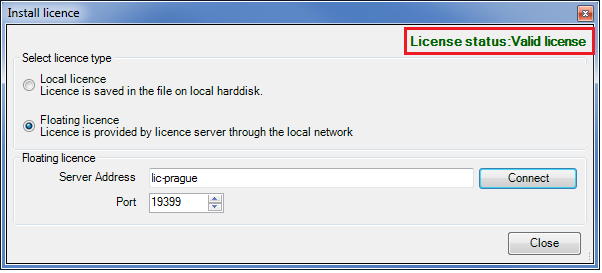 Install licence
License status:Valid license
Select licence type
Local licence
Licence is saved in the file on local harddisk.
Floating licence
Licence is provided by licence server through the local network
Floating licence
Server Address lic-prague Connect
Port 19399
Close